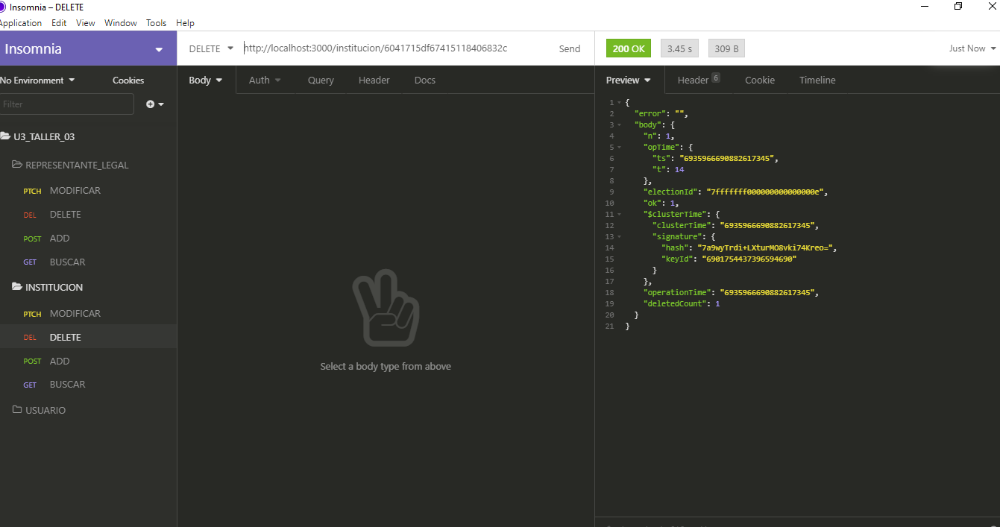 Insomnia – DELETE
Application Edit View Window Tools Help
Insomnia
DELETE http://localhost:3000/institucion/6041715df67415118406832c Send
200 OK 3.45 s 309 B Just Now
No Environment Cookies
Body Auth Query Header Docs
Preview Header 6 Cookie Timeline
Filter
U3_TALLER_03
REPRESENTANTE_LEGAL
PTCH MODIFICAR
DEL DELETE
POST ADD
GET BUSCAR
INSTITUCION
PTCH MODIFICAR
DEL DELETE
POST ADD
GET BUSCAR
USUARIO
Select a body type from above
1 {
2 "error": "",
3 "body": {
4 "n": 1,
5 "opTime": {
6 "ts": "6935966690882617345",
7 "t": 14
8 },
9 "electionId": "7fffffff000000000000000e",
10 "ok": 1,
11 "$clusterTime": {
12 "clusterTime": "6935966690882617345",
13 "signature": {
14 "hash": "7a9wyTrdi+LXturMO8vki74Kreo=",
15 "keyId": "6901754437396594690"
16 }
17 },
18 "operationTime": "6935966690882617345",
19 "deletedCount": 1
20 }
21 }